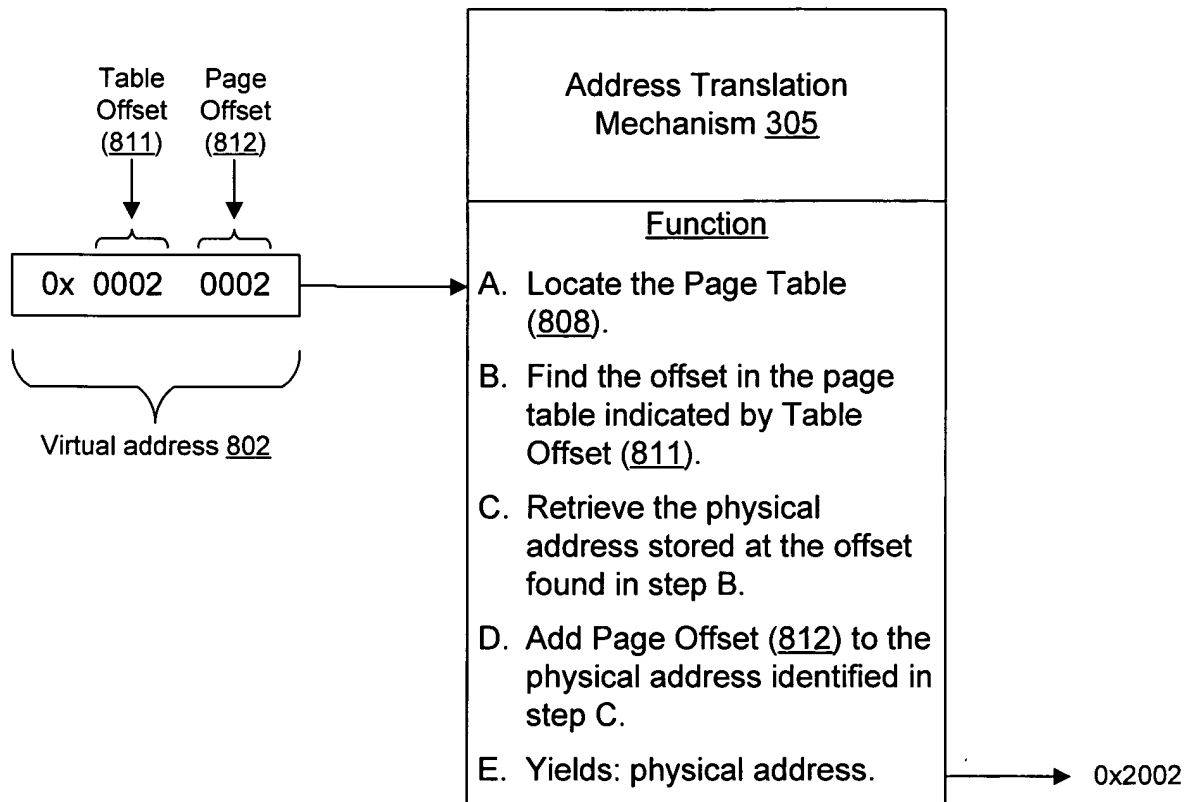 Table
Offset
(811)
Page
Offset
(812)
0x 0002 0002
Virtual address 802
Address Translation
Mechanism 305
Function
A. Locate the Page Table
(808).
B. Find the offset in the page
table indicated by Table
Offset (811).
C. Retrieve the physical
address stored at the offset
found in step B.
D. Add Page Offset (812) to the
physical address identified in
step C.
E. Yields: physical address.
0x2002